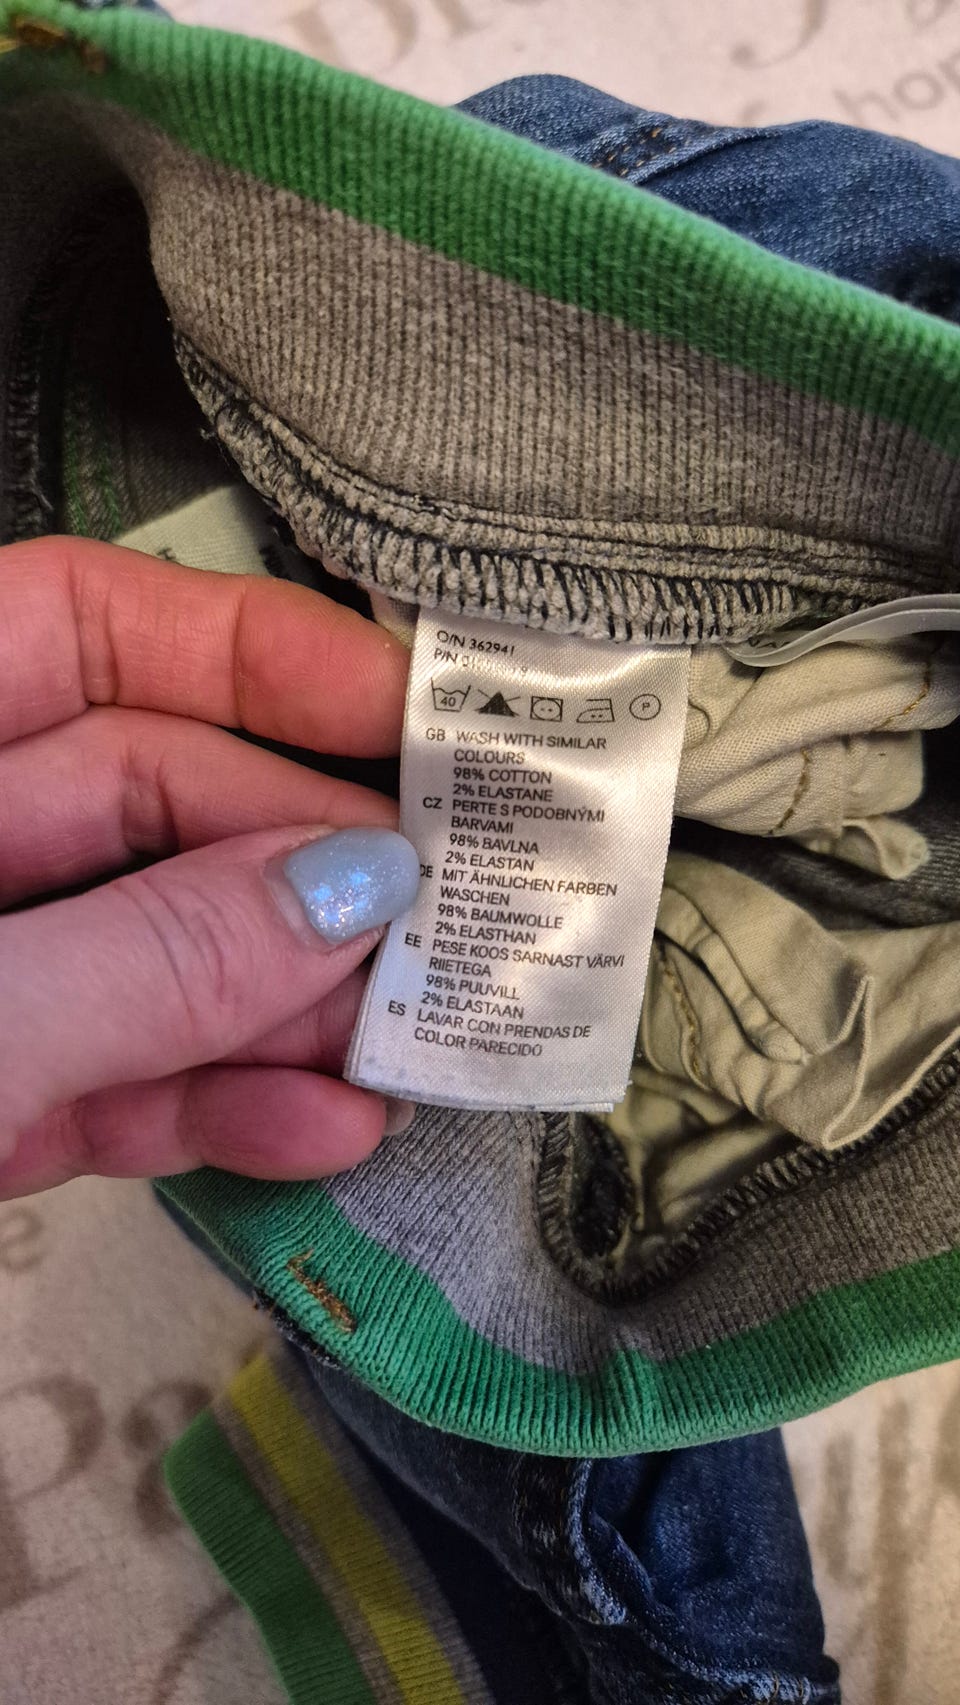 O/N 362941
P/N
40 P
GB WASH WITH SIMILAR
COLOURS
98% COTTON
2% ELASTANE
CZ PERTE S PODOBNÝMI
BARVAMI
98% BAVLNA
2% ELASTAN
DE MIT ÄHNLICHEN FARBEN
WASCHEN
98% BAUMWOLLE
2% ELASTHAN
EE PESE KOOS SARNAST VÄRVI
RIIETEGA
98% PUUVILL
2% ELASTAAN
ES LAVAR CON PRENDAS DE
COLOR PARECIDO